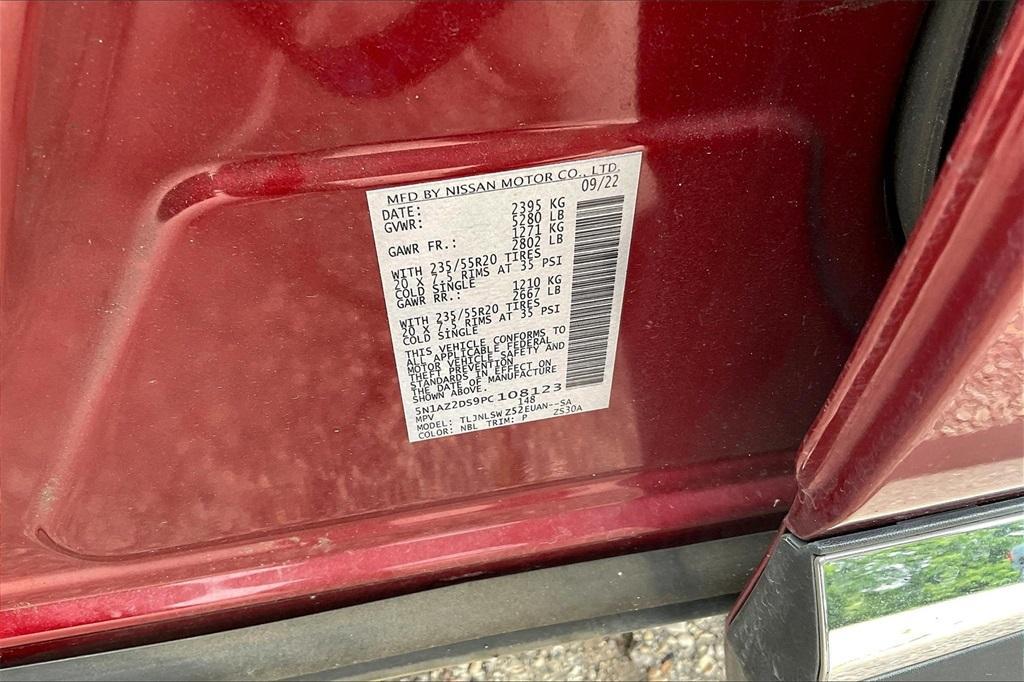 MFD BY NISSAN MOTOR CO., LTD.
DATE: 09/22
GVWR: 2395 KG
5280 LB
GAWR FR.: 1271 KG
2802 LB
WITH 235/55R20 TIRES
20 X 7.5 RIMS AT 35 PSI
COLD SINGLE
GAWR RR.: 1210 KG
2667 LB
WITH 235/55R20 TIRES
20 X 7.5 RIMS AT 35 PSI
COLD SINGLE
THIS VEHICLE CONFORMS TO
ALL APPLICABLE FEDERAL
MOTOR VEHICLE SAFETY AND
THEFT PREVENTION
STANDARDS IN EFFECT ON
THE DATE OF MANUFACTURE
SHOWN ABOVE.
5N1AZ2DS9PC108123
MPV 148
MODEL: TLJNLSWZ52EUAN--SA
COLOR: NBL TRIM: P ZS30A